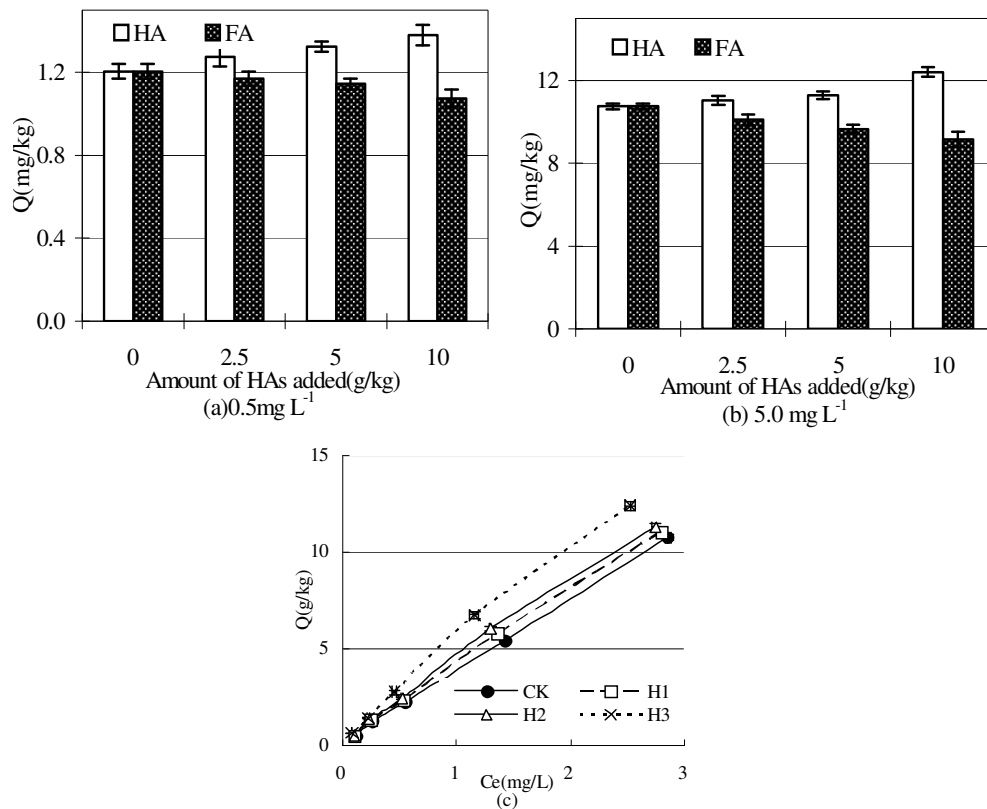 HA FA
1.2
0.8
0.4
0.0
Q(mg/kg)
0 2.5 5 10
Amount of HAs added(g/kg)
(a)0.5mg L-1
HA FA
12
8
4
0
Q(mg/kg)
0 2.5 5 10
Amount of HAs added(g/kg)
(b) 5.0 mg L-1
15
10
5
0
Q(g/kg)
CK H1
H2 H3
0 1 2 3
Ce(mg/L)
(c)